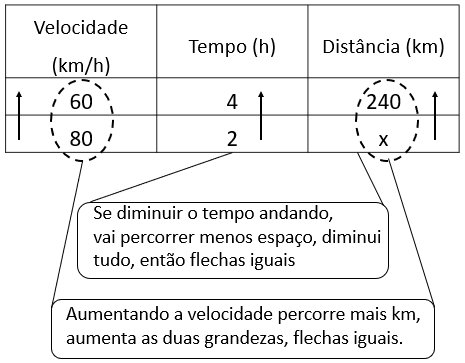 Velocidade
(km/h)
Tempo (h)
Distância (km)
60
4
240
80
2
x
Se diminuir o tempo andando,
vai percorrer menos espaço, diminui
tudo, então flechas iguais
Aumentando a velocidade percorre mais km,
aumenta as duas grandezas, flechas iguais.